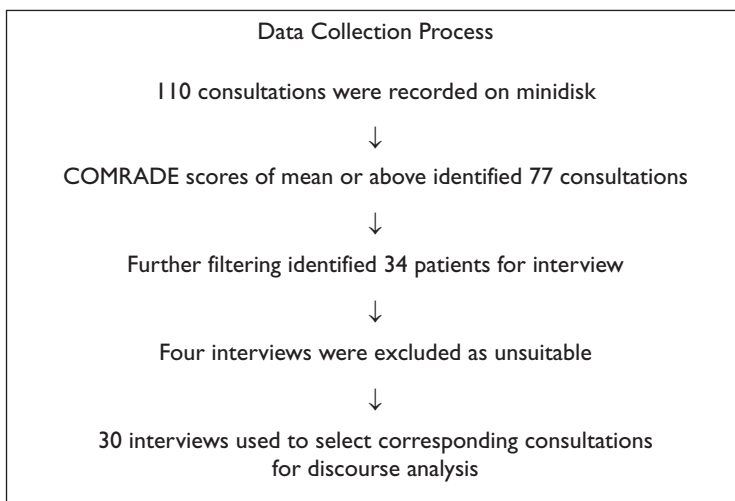 Data Collection Process
110 consultations were recorded on minidisk
↓
COMRADE scores of mean or above identified 77 consultations
↓
Further filtering identified 34 patients for interview
↓
Four interviews were excluded as unsuitable
↓
30 interviews used to select corresponding consultations
for discourse analysis